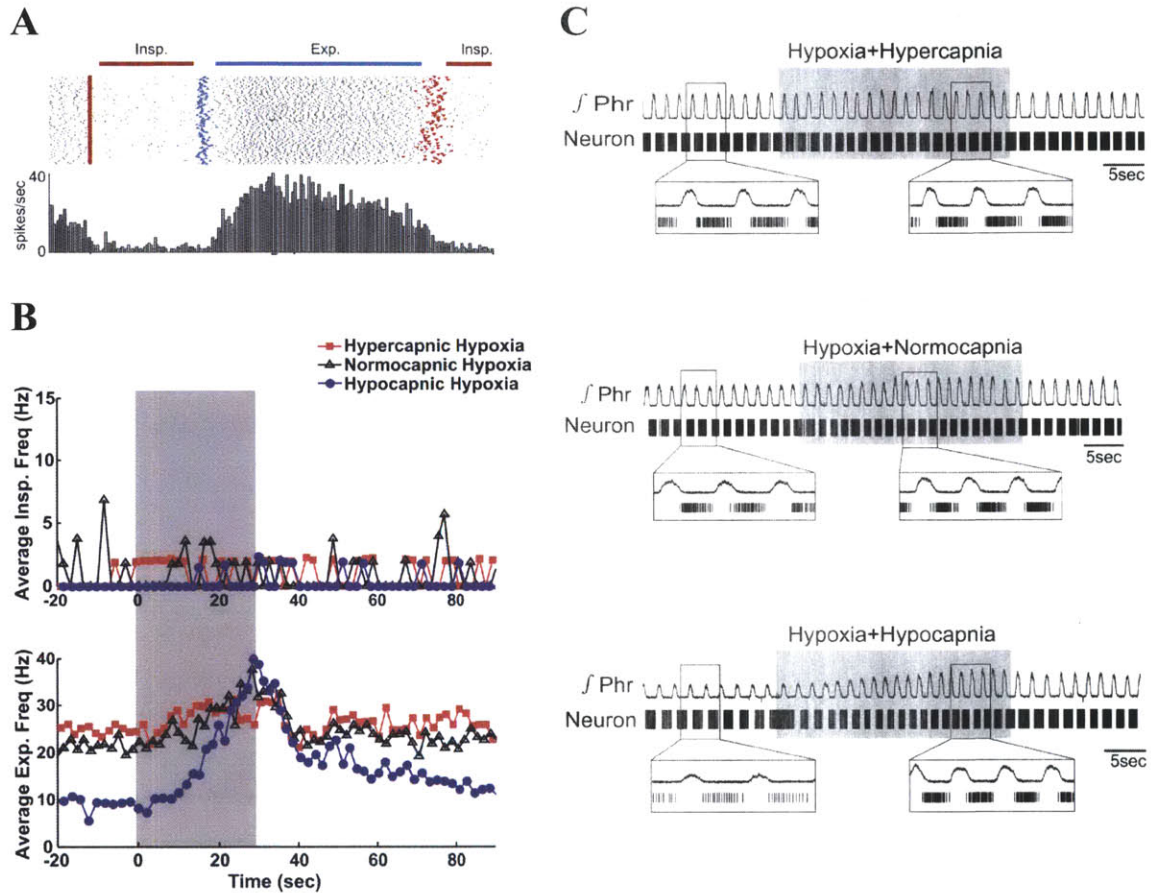 A
Insp. Exp. Insp.
40
spikes/sec
0
B
Hypercapnic Hypoxia
Normocapnic Hypoxia
Hypocapnic Hypoxia
Average Insp. Freq (Hz)
15
10
5
0
-20 0 20 40 60 80
Average Exp. Freq (Hz)
40
30
20
10
0
-20 0 20 40 60 80
Time (sec)
C
Hypoxia+Hypercapnia
∫ Phr
Neuron
5sec
Hypoxia+Normocapnia
∫ Phr
Neuron
5sec
Hypoxia+Hypocapnia
∫ Phr
Neuron
5sec